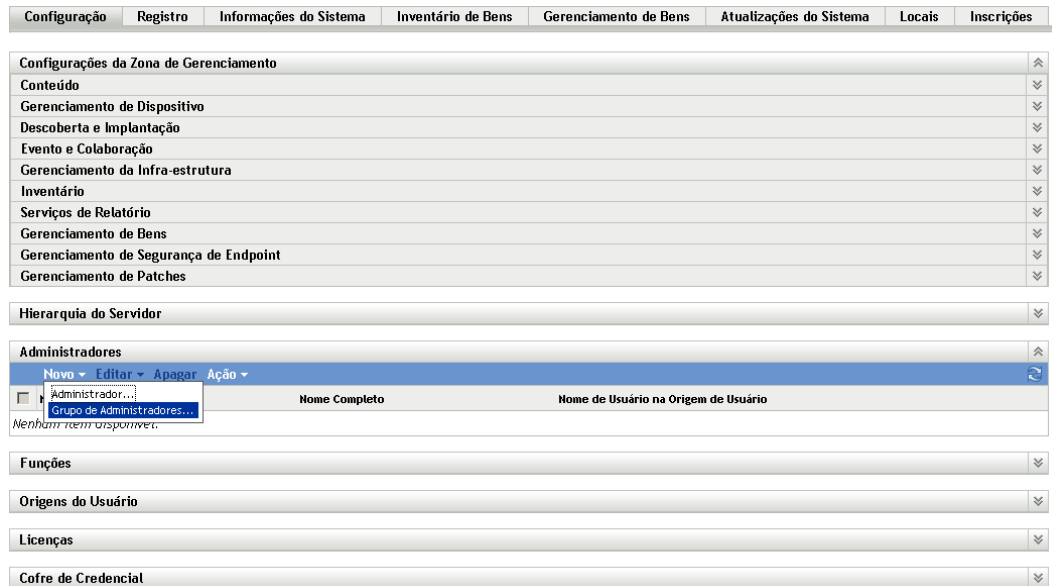 Configuração Registro Informações do Sistema Inventário de Bens Gerenciamento de Bens Atualizações do Sistema Locais Inscrições
Configurações da Zona de Gerenciamento
Conteúdo
Gerenciamento de Dispositivo
Descoberta e Implantação
Evento e Colaboração
Gerenciamento da Infra-estrutura
Inventário
Serviços de Relatório
Gerenciamento de Bens
Gerenciamento de Segurança de Endpoint
Gerenciamento de Patches
Hierarquia do Servidor
Administradores
Novo Editar Apagar Ação
Administrador...
Grupo de Administradores...
Nome Completo Nome de Usuário na Origem de Usuário
Nenhum item disponível.
Funções
Origens do Usuário
Licenças
Cofre de Credencial